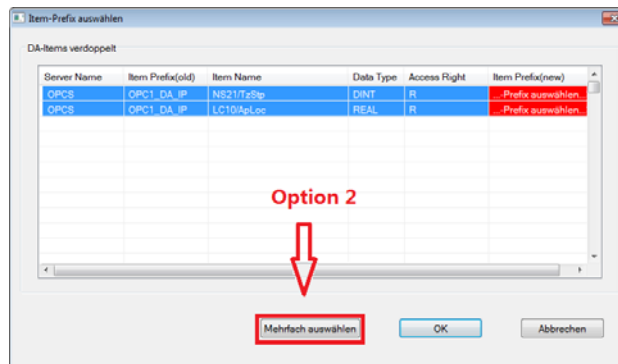 Item-Prefix auswählen
DA-Items verdoppelt
Server Name Item Prefix(old) Item Name Data Type Access Right Item Prefix(new)
OPCS OPC1_DA_IP NS21/TzStp DINT R ...-Prefix auswählen...
OPCS OPC1_DA_IP LC10/ApLoc REAL R ...-Prefix auswählen...
Option 2
Mehrfach auswählen OK Abbrechen